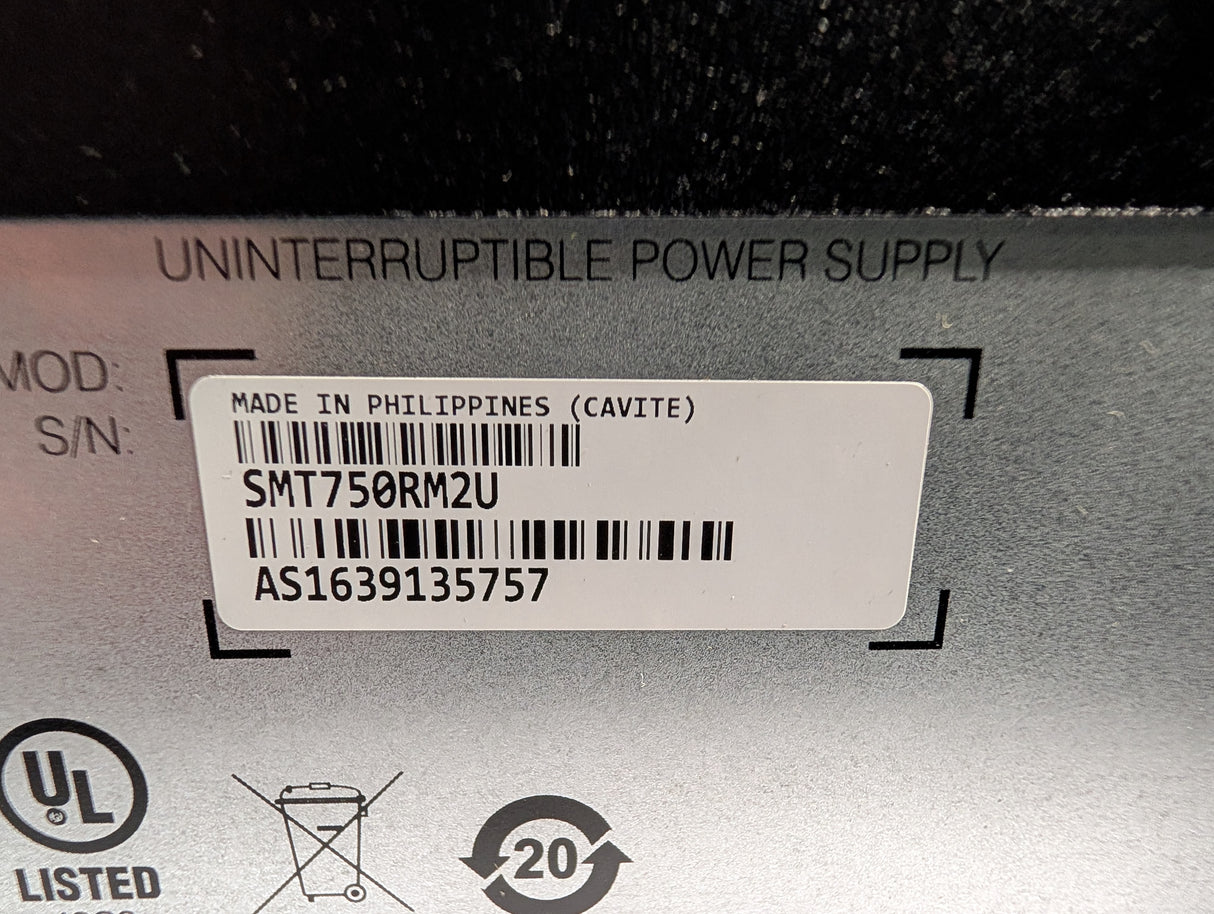 UNINTERRUPTIBLE POWER SUPPLY
MOD:
S/N:
MADE IN PHILIPPINES (CAVITE)
SMT750RM2U
AS1639135757
UL
LISTED
20